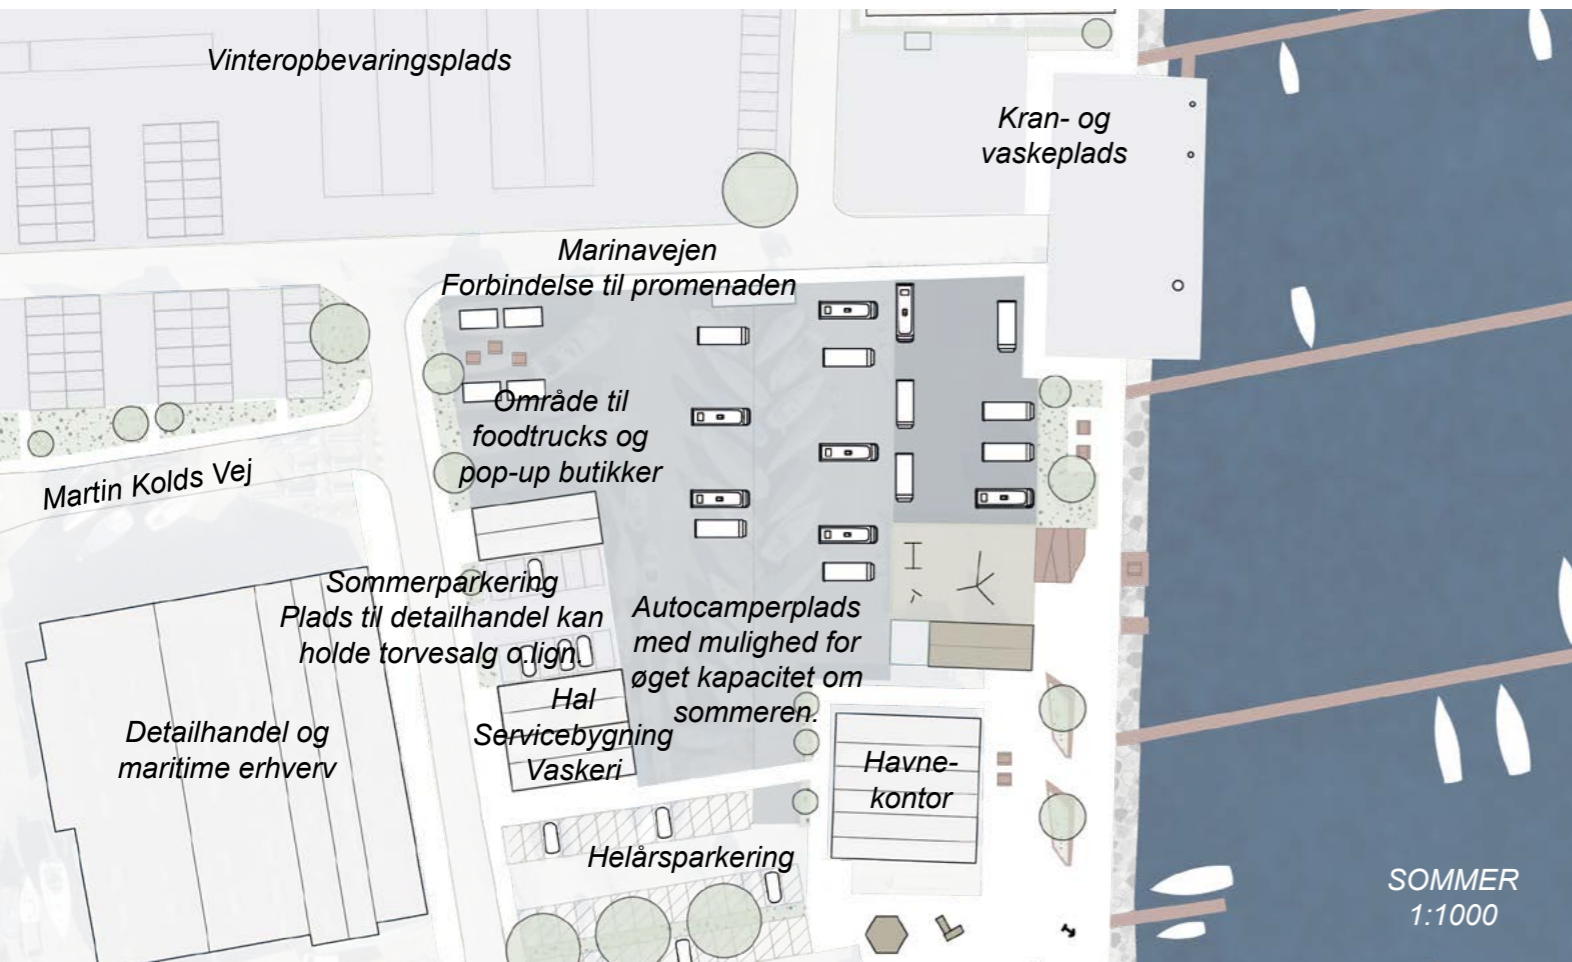 Vinteropbevaringsplads
Kran- og
vaskeplads
Marinavejen
Forbindelse til promenaden
Område til
foodtrucks og
pop-up butikker
Martin Kolds Vej
Sommerparkering
Plads til detailhandel kan
holde torvesalg o.lign.
Autocamperplads
med mulighed for
øget kapacitet om
sommeren.
Hal
Servicebygning
Vaskeri
Detailhandel og
maritime erhverv
Havne-
kontor
Helårsparkering
SOMMER
1:1000